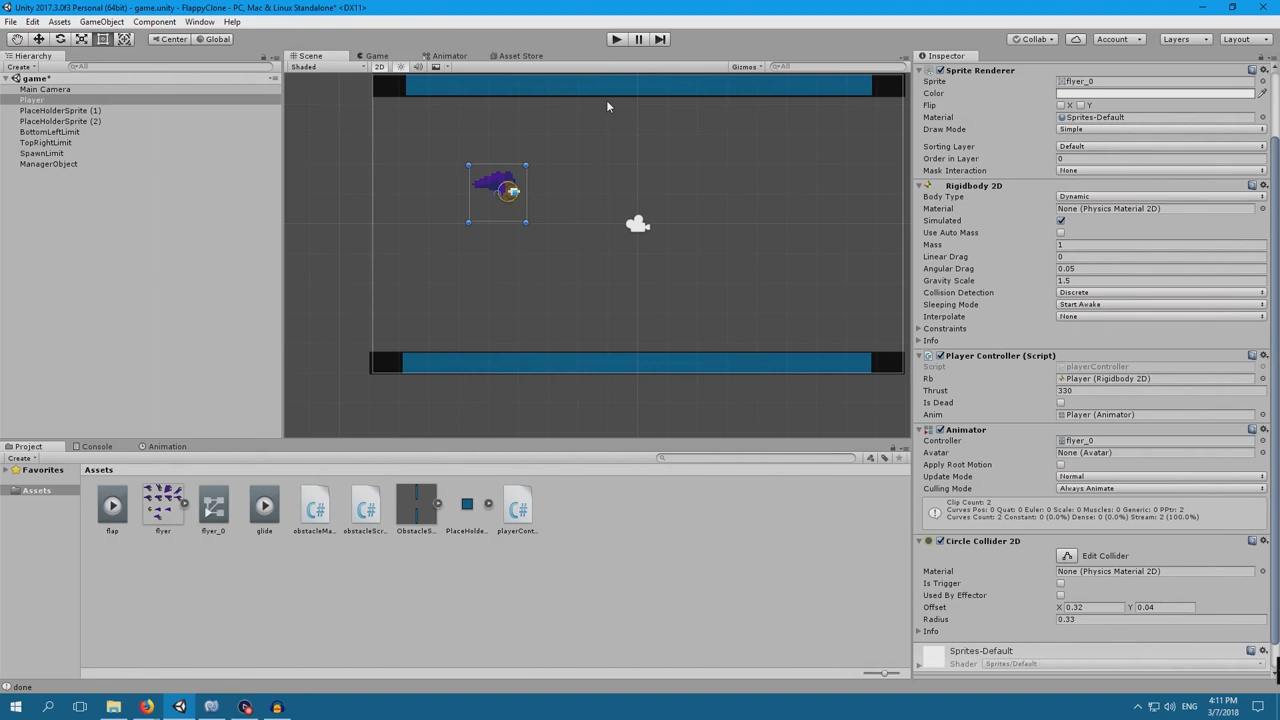 Unity 2017.3.0f3 Personal (64bit) - game.unity - FlappyClone - PC, Mac & Linux Standalone* <DX11>
File Edit Assets GameObject Component Window Help
Center Global Collab Account Layers Layout
Hierarchy
Create All
game*
Main Camera
Player
PlaceHolderSprite (1)
PlaceHolderSprite (2)
BottomLeftLimit
TopRightLimit
SpawnLimit
ManagerObject
Scene Game Animator Asset Store
Shaded 2D Gizmos All
Inspector
Sprite Renderer
Sprite flyer_0
Color
Flip X Y
Material Sprites-Default
Draw Mode Simple
Sorting Layer Default
Order in Layer 0
Mask Interaction None
Rigidbody 2D
Body Type Dynamic
Material None (Physics Material 2D)
Simulated
Use Auto Mass
Mass 1
Linear Drag 0
Angular Drag 0.05
Gravity Scale 1.5
Collision Detection Discrete
Sleeping Mode Start Awake
Interpolate None
Constraints
Info
Player Controller (Script)
Script playerController
Rb Player (Rigidbody 2D)
Thrust 330
Is Dead
Anim Player (Animator)
Animator
Controller flyer_0
Avatar None (Avatar)
Apply Root Motion
Update Mode Normal
Culling Mode Always Animate
Clip Count: 2
Curves Pos: 0 Quat: 0 Euler: 0 Scale: 0 Muscles: 0 Generic: 0 PPtr: 2
Curves Count: 2 Constant: 0 (0.0%) Dense: 0 (0.0%) Stream: 2 (100.0%)
Circle Collider 2D
Edit Collider
Material None (Physics Material 2D)
Is Trigger
Used By Effector
Offset X 0.32 Y 0.04
Radius 0.33
Info
Sprites-Default
Shader Sprites/Default
Project Console Animation
Create
Favorites
Assets
Assets
flap flyer flyer_0 glide obstacleMa... obstacleScr... ObstacleS... PlaceHolde... playerCont...
done
ENG
4:11 PM
3/7/2018